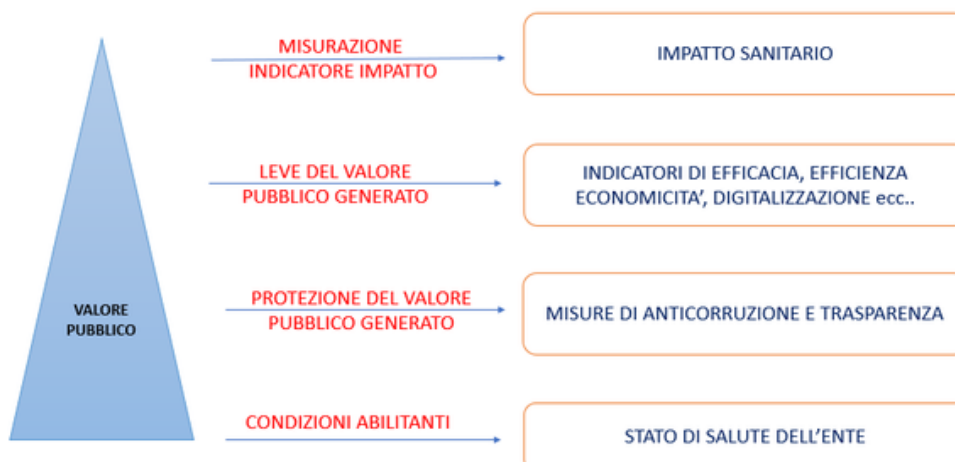 MISURAZIONE
INDICATORE IMPATTO
IMPATTO SANITARIO
LEVE DEL VALORE
PUBBLICO GENERATO
INDICATORI DI EFFICACIA, EFFICIENZA
ECONOMICITA', DIGITALIZZAZIONE ecc..
VALORE
PUBBLICO
PROTEZIONE DEL VALORE
PUBBLICO GENERATO
MISURE DI ANTICORRUZIONE E TRASPARENZA
CONDIZIONI ABILITANTI
STATO DI SALUTE DELL'ENTE